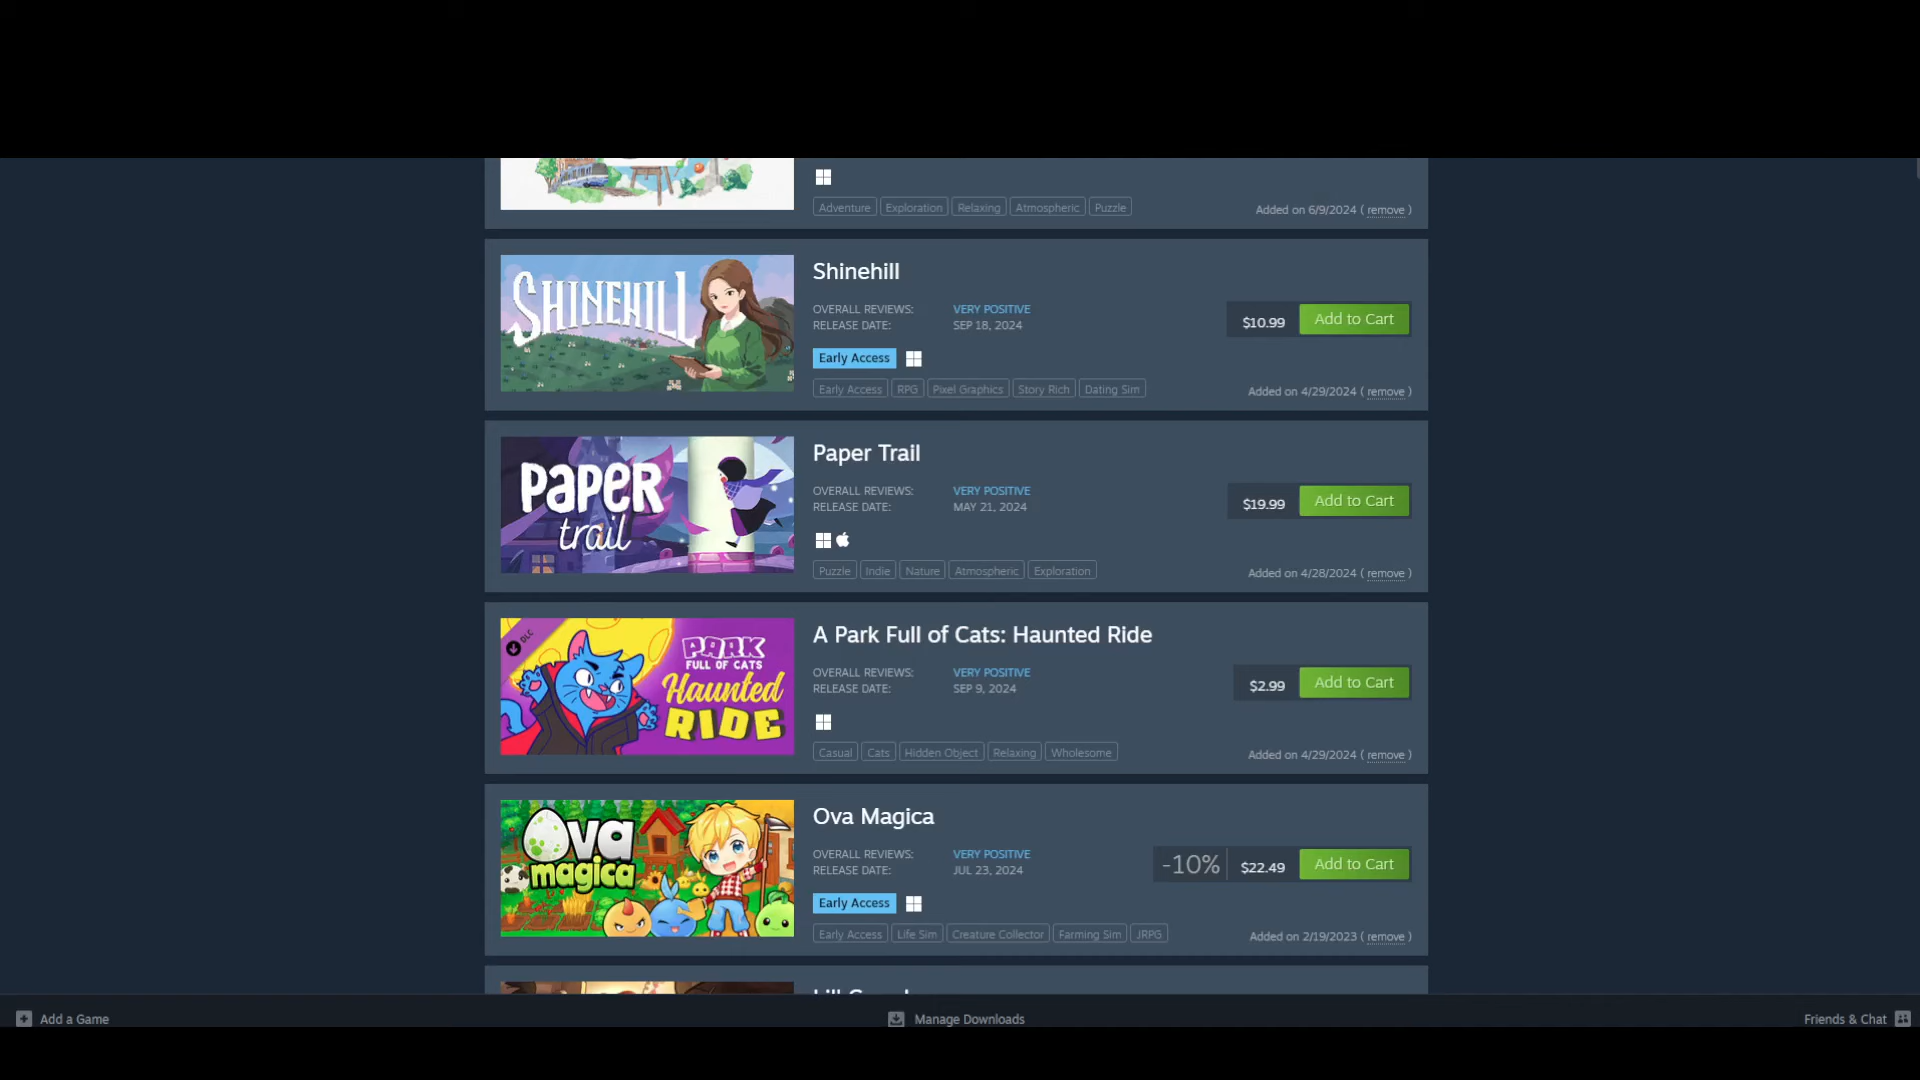 Adventure Exploration Relaxing Atmospheric Puzzle
Added on 6/9/2024 ( remove )
SHINEHILL
Shinehill
OVERALL REVIEWS: VERY POSITIVE
RELEASE DATE: SEP 18, 2024
$10.99 Add to Cart
Early Access
Early Access RPG Pixel Graphics Story Rich Dating Sim
Added on 4/29/2024 ( remove )
PAPER
trail
Paper Trail
OVERALL REVIEWS: VERY POSITIVE
RELEASE DATE: MAY 21, 2024
$19.99 Add to Cart
Puzzle Indie Nature Atmospheric Exploration
Added on 4/28/2024 ( remove )
DLC
PARK
FULL OF CATS
Haunted
RIDE
A Park Full of Cats: Haunted Ride
OVERALL REVIEWS: VERY POSITIVE
RELEASE DATE: SEP 9, 2024
$2.99 Add to Cart
Casual Cats Hidden Object Relaxing Wholesome
Added on 4/29/2024 ( remove )
Ova
magica
Ova Magica
OVERALL REVIEWS: VERY POSITIVE
RELEASE DATE: JUL 23, 2024
-10% $22.49 Add to Cart
Early Access
Early Access Life Sim Creature Collector Farming Sim JRPG
Added on 2/19/2023 ( remove )
Add a Game
Manage Downloads
Friends & Chat